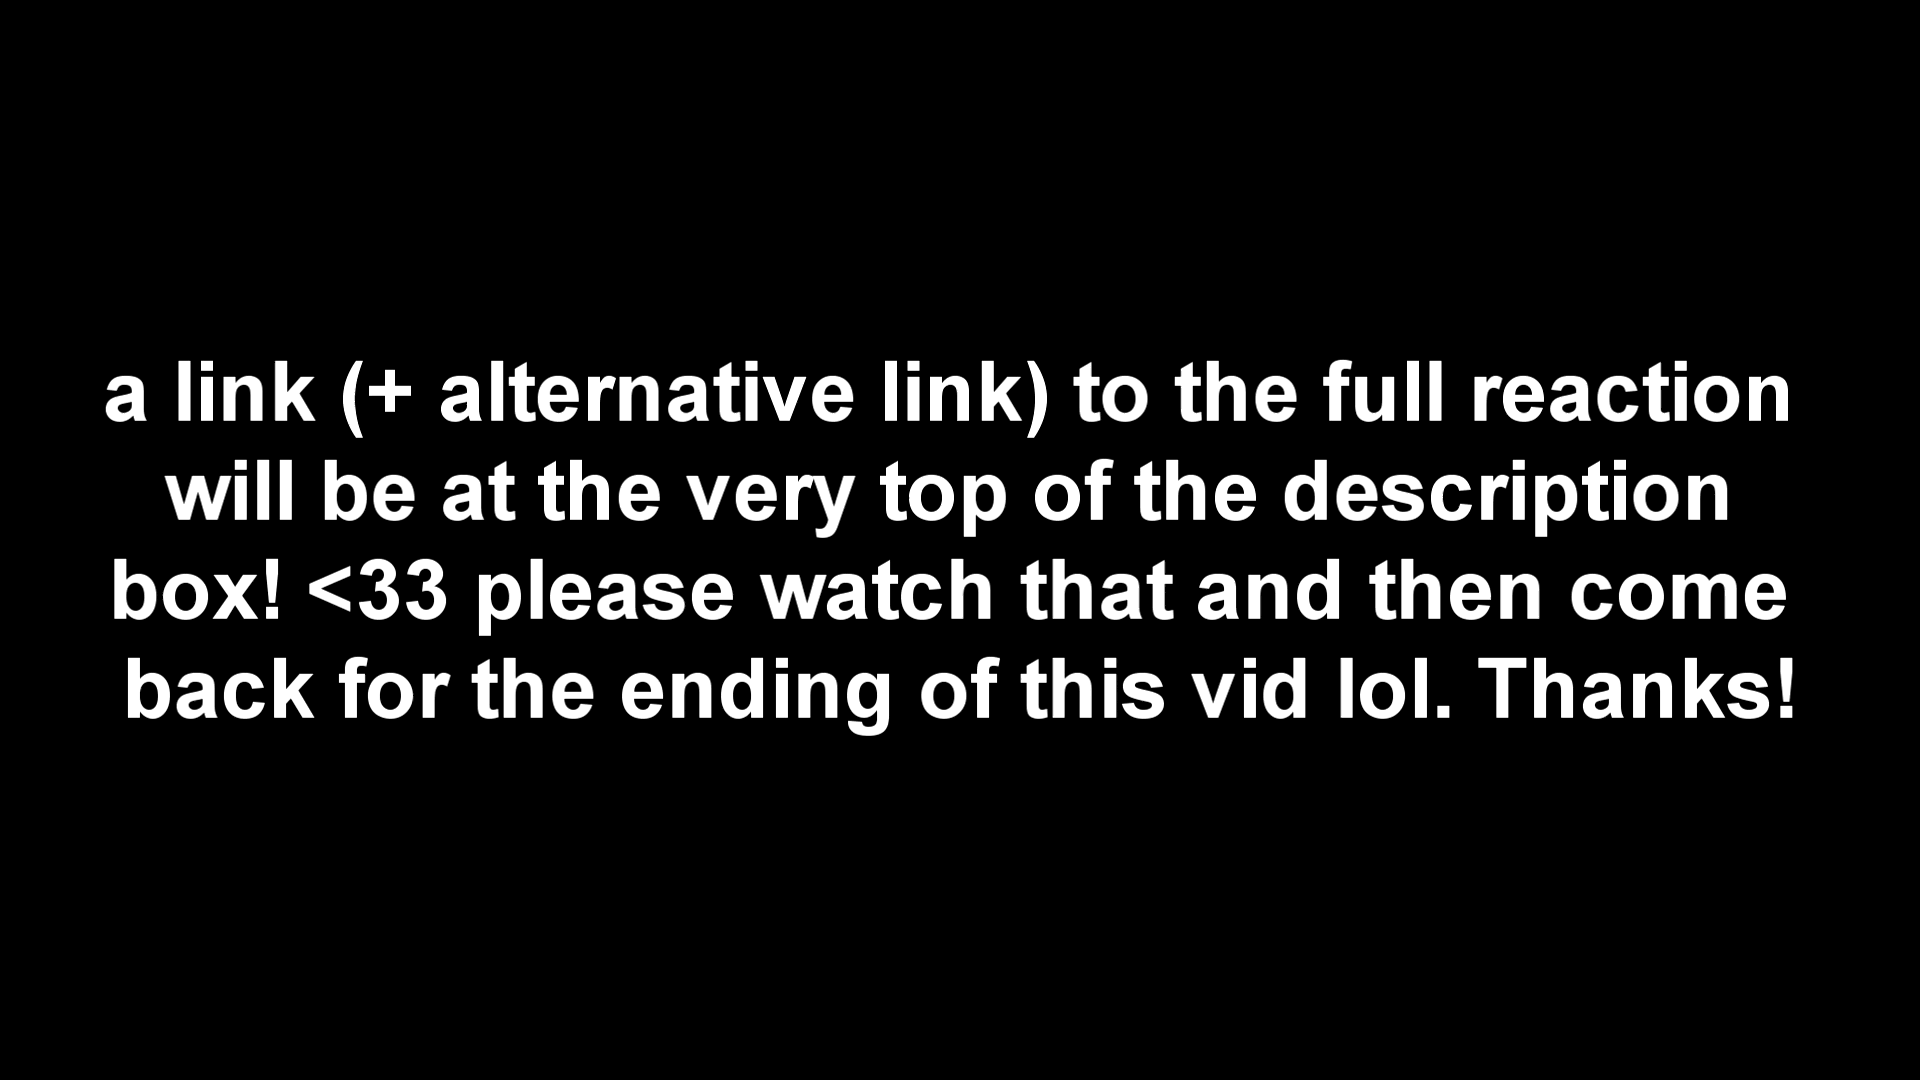 a link (+ alternative link) to the full reaction
will be at the very top of the description
box! <33 please watch that and then come
back for the ending of this vid lol. Thanks!